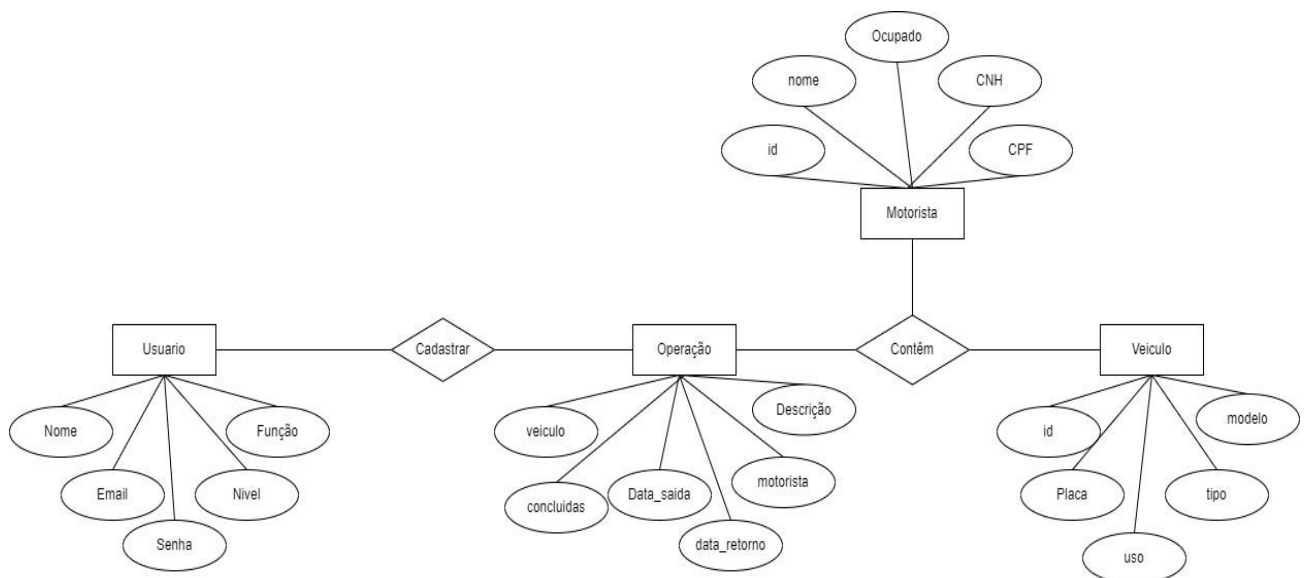 Ocupado
nome
CNH
id
CPF
Motorista
Usuario
Cadastrar
Operação
Contêm
Veiculo
Nome
Função
Email
Nivel
Senha
veiculo
Descrição
concluidas
Data_saida
motorista
data_retorno
id
modelo
Placa
tipo
uso